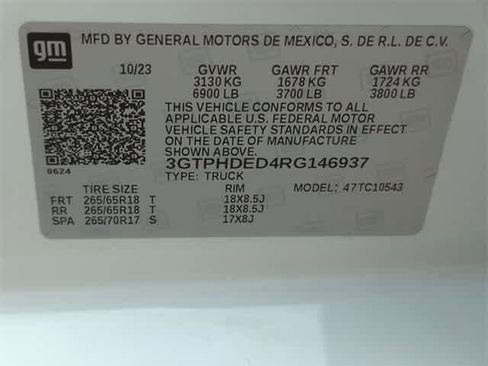 gm MFD BY GENERAL MOTORS DE MEXICO, S. DE R.L. DE C.V.
10/23 GVWR GAWR FRT GAWR RR
3130 KG 1678 KG 1724 KG
6900 LB 3700 LB 3800 LB
THIS VEHICLE CONFORMS TO ALL
APPLICABLE U.S. FEDERAL MOTOR
VEHICLE SAFETY STANDARDS IN EFFECT
ON THE DATE OF MANUFACTURE
SHOWN ABOVE.
8624 3GTPHDED4RG146937
TYPE: TRUCK
TIRE SIZE RIM MODEL: 47TC10543
FRT 265/65R18 T 18X8.5J
RR 265/65R18 T 18X8.5J
SPA 265/70R17 S 17X8J